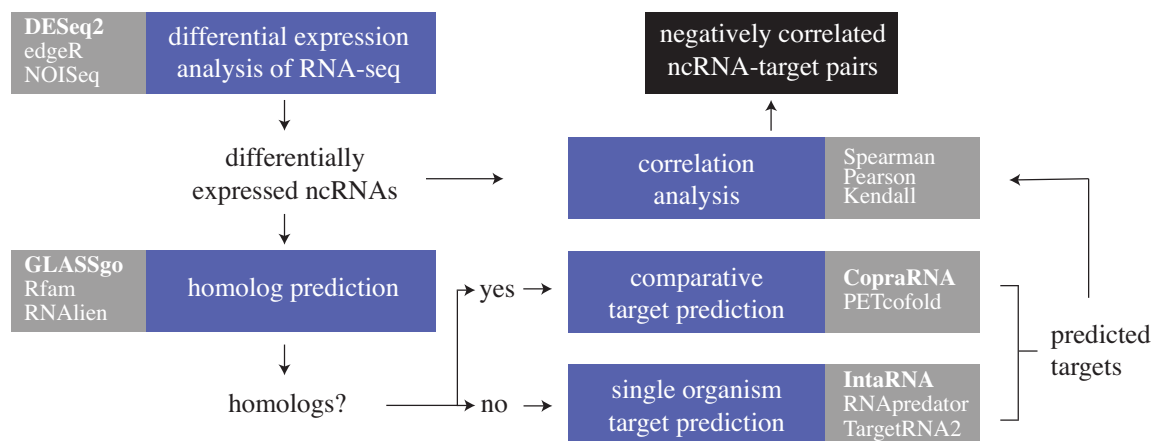 DESeq2
edgeR
NOISeq
differential expression
analysis of RNA-seq
negatively correlated
ncRNA-target pairs
differentially
expressed ncRNAs
correlation
analysis
Spearman
Pearson
Kendall
GLASSgo
Rfam
RNAlien
homolog prediction
yes
comparative
target prediction
CopraRNA
PETcofold
predicted
targets
homologs?
no
single organism
target prediction
IntaRNA
RNApredator
TargetRNA2